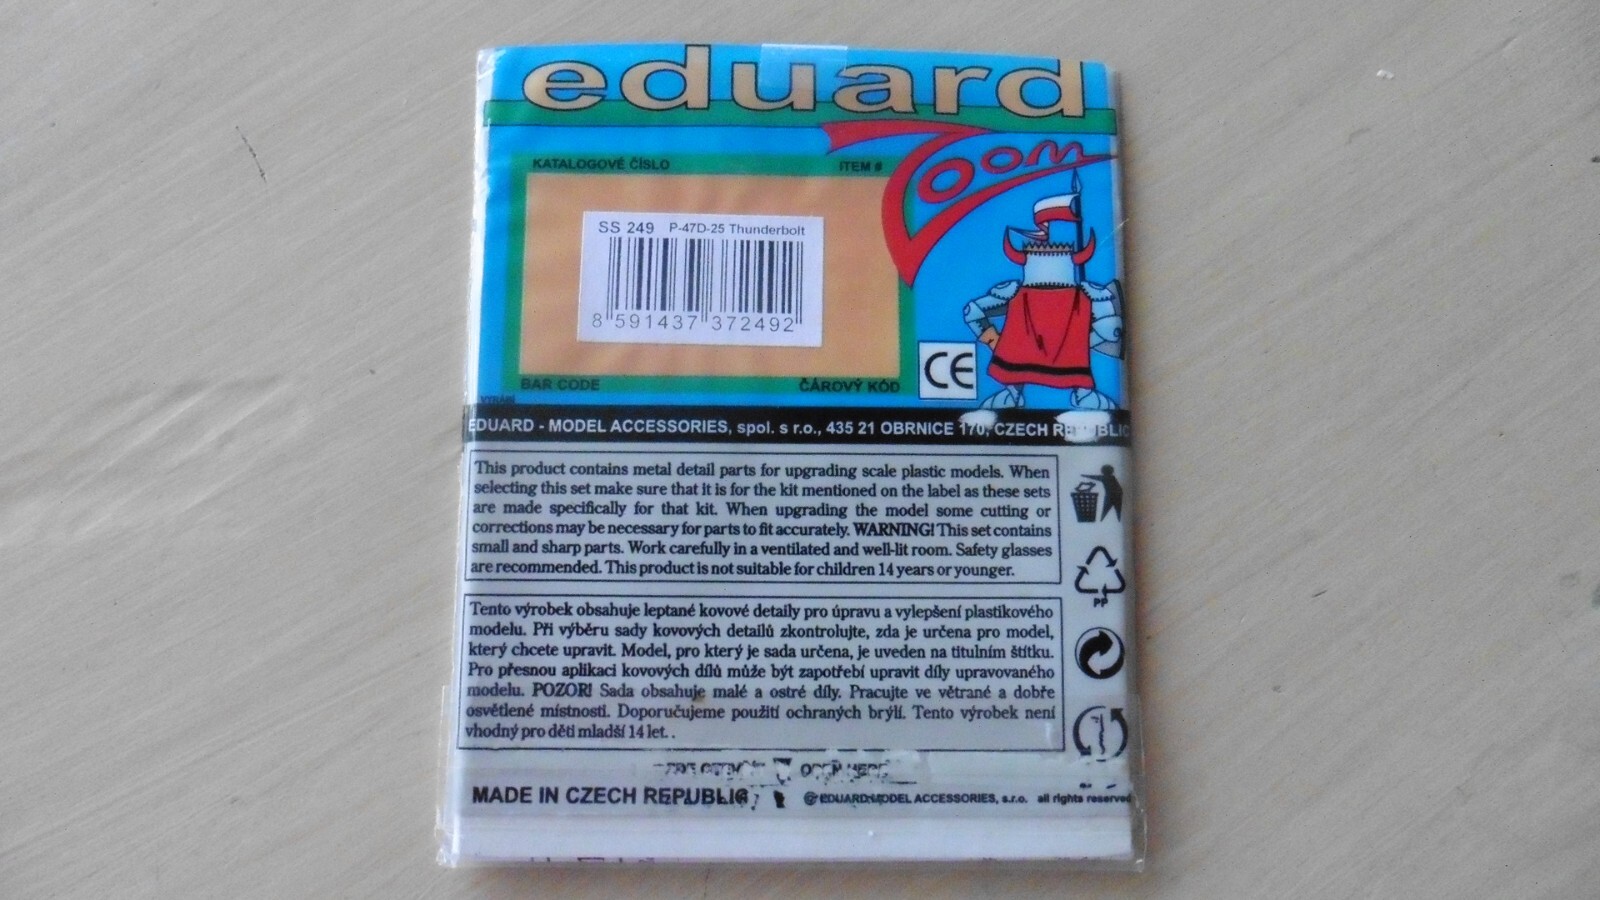 eduard
ZOOM
KATALOGOVÉ ČÍSLO ITEM #
SS 249 P-47D-25 Thunderbolt
8 591437 372492
CE
BAR CODE ČÁROVÝ KÓD
VYRÁBÍ
EDUARD - MODEL ACCESSORIES, spol. s r.o., 435 21 OBRNICE 170, CZECH REPUBLIC
This product contains metal detail parts for upgrading scale plastic models. When
selecting this set make sure that it is for the kit mentioned on the label as these sets
are made specifically for that kit. When upgrading the model some cutting or
corrections may be necessary for parts to fit accurately. WARNING! This set contains
small and sharp parts. Work carefully in a ventilated and well-lit room. Safety glasses
are recommended. This product is not suitable for children 14 years or younger.
PP
Tento výrobek obsahuje leptané kovové detaily pro úpravu a vylepšení plastikového
modelu. Při výběru sady kovových detailů zkontrolujte, zda je určena pro model,
který chcete upravit. Model, pro který je sada určena, je uveden na titulním štítku.
Pro přesnou aplikaci kovových dílů může být zapotřebí upravit díly upravovaného
modelu. POZOR! Sada obsahuje malé a ostré díly. Pracujte ve větrané a dobře
osvětlené místnosti. Doporučujeme použití ochraných brýlí. Tento výrobek není
vhodný pro děti mladší 14 let. .
OPEN HERE
MADE IN CZECH REPUBLIC © EDUARD-MODEL ACCESSORIES, s.r.o. all rights reserved